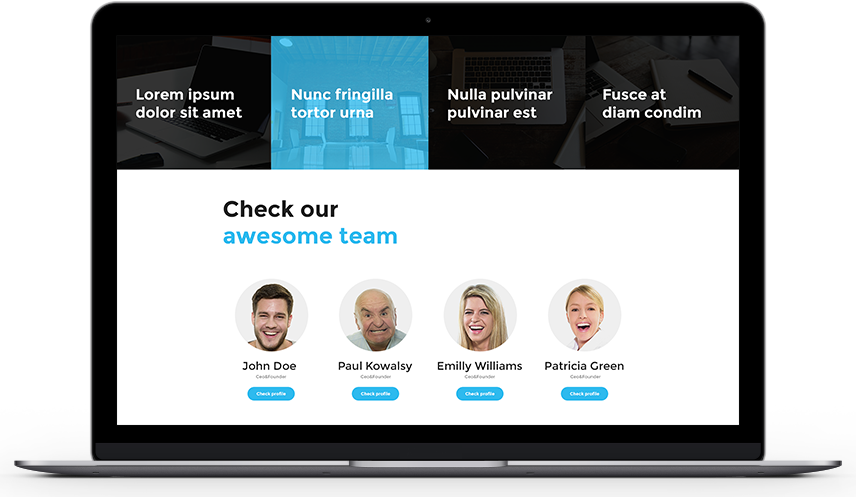 Lorem ipsum
dolor sit amet
Nunc fringilla
tortor urna
Nulla pulvinar
pulvinar est
Fusce at
diam condim
Check our
awesome team
John Doe
Ceo&Founder
Check profile
Paul Kowalsy
Ceo&Founder
Check profile
Emilly Williams
Ceo&Founder
Check profile
Patricia Green
Ceo&Founder
Check profile